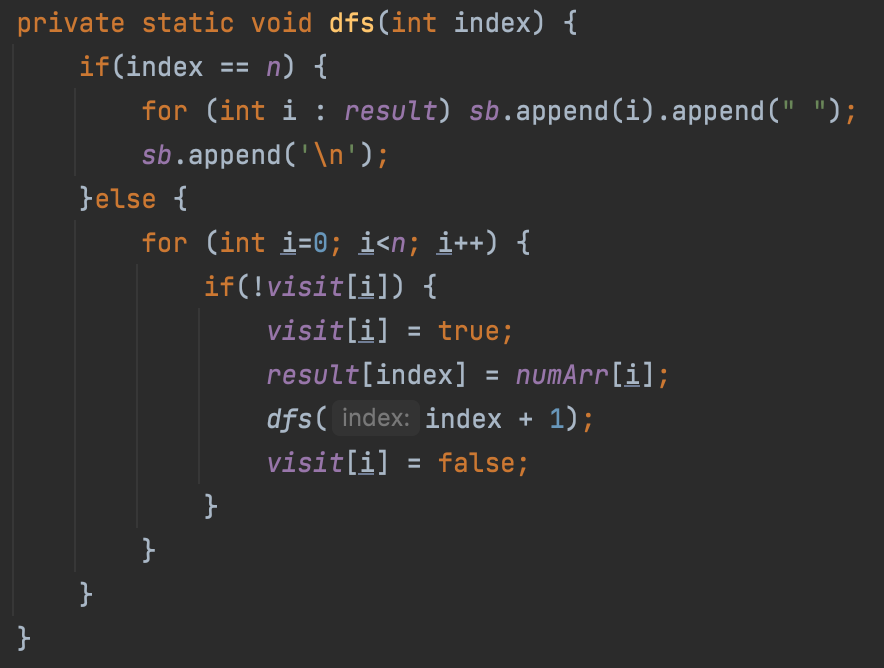 private static void dfs(int index) {
    if(index == n) {
        for (int i : result) sb.append(i).append(" ");
        sb.append('\n');
    }else {
        for (int i=0; i<n; i++) {
            if(!visit[i]) {
                visit[i] = true;
                result[index] = numArr[i];
                dfs( index: index + 1);
                visit[i] = false;
            }
        }
    }
}